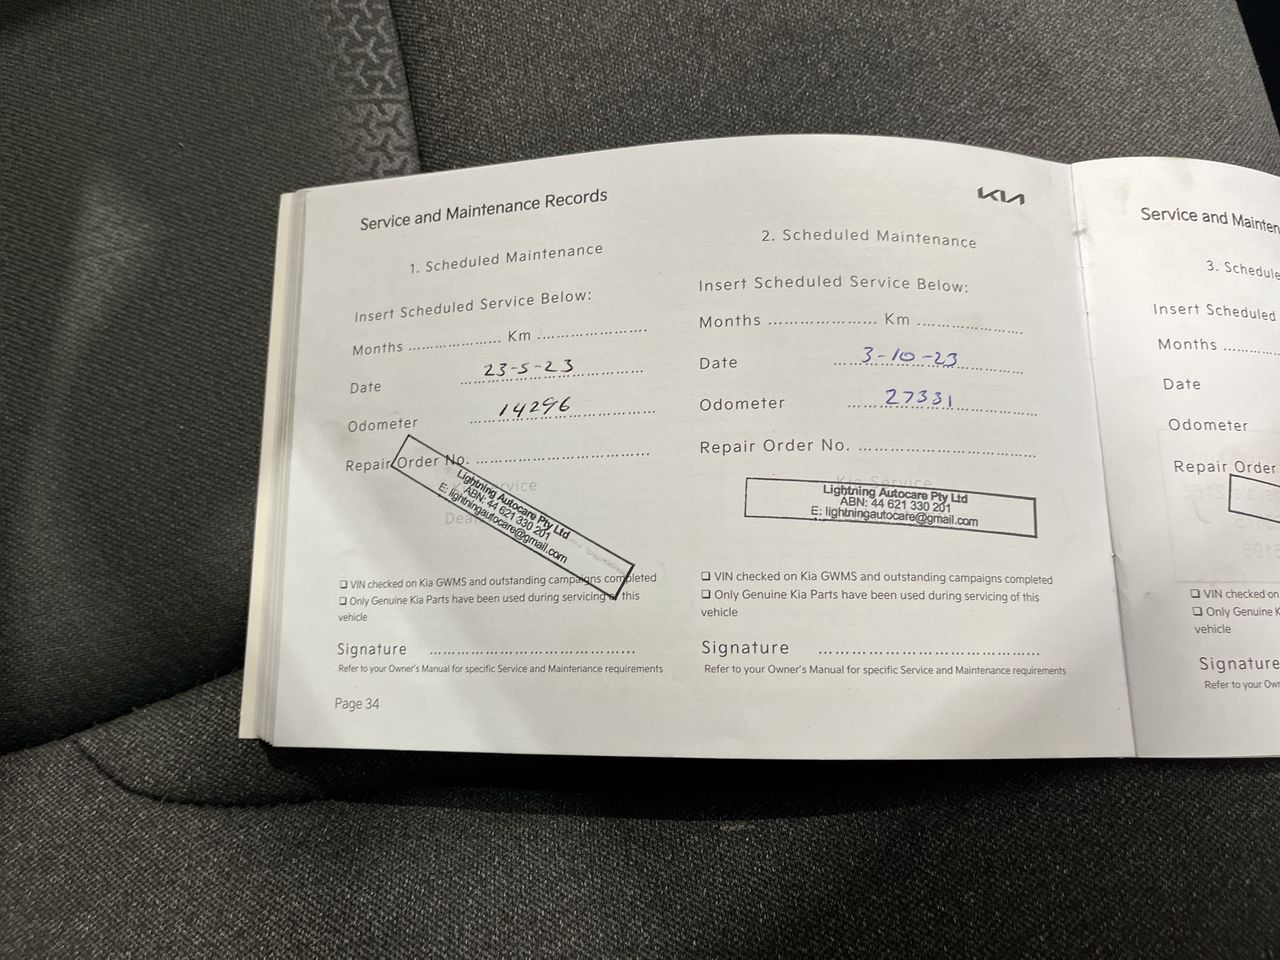 Service and Maintenance Records
KIA
1. Scheduled Maintenance
Insert Scheduled Service Below:
Months ..................... Km .....................
Date 23-5-23
Odometer 14296
Repair Order No. .....................
Lightning Autocare Pty Ltd
ABN: 44 621 330 201
E: lightningautocare@gmail.com
❏ VIN checked on Kia GWMS and outstanding campaigns completed
❏ Only Genuine Kia Parts have been used during servicing of this
vehicle
Signature .....................
Refer to your Owner's Manual for specific Service and Maintenance requirements
Page 34
2. Scheduled Maintenance
Insert Scheduled Service Below:
Months ..................... Km .....................
Date 3-10-23
Odometer 27331
Repair Order No. .....................
Kia Service
Lightning Autocare Pty Ltd
ABN: 44 621 330 201
E: lightningautocare@gmail.com
❏ VIN checked on Kia GWMS and outstanding campaigns completed
❏ Only Genuine Kia Parts have been used during servicing of this
vehicle
Signature .....................
Refer to your Owner's Manual for specific Service and Maintenance requirements
Service and
3.
Insert Scheduled
Months ........
Date
Odometer
Repair Order
❏ VIN checked on
❏ Only Genuine
vehicle
Signature
Refer to your